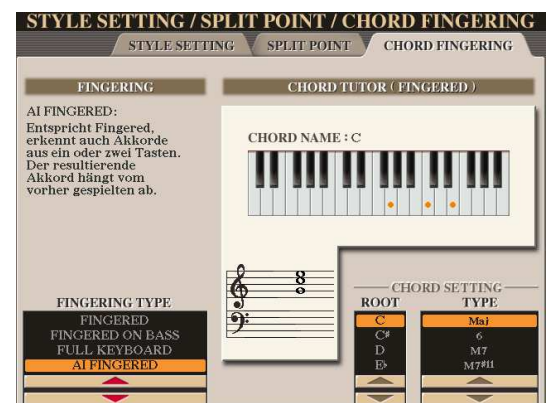 STYLE SETTING / SPLIT POINT / CHORD FINGERING
STYLE SETTING SPLIT POINT CHORD FINGERING
FINGERING
AI FINGERED:
Entspricht Fingered,
erkennt auch Akkorde
aus ein oder zwei Tasten.
Der resultierende
Akkord hängt vom
vorher gespielten ab.
FINGERING TYPE
FINGERED
FINGERED ON BASS
FULL KEYBOARD
AI FINGERED
CHORD TUTOR ( FINGERED )
CHORD NAME : C
CHORD SETTING
ROOT TYPE
C Maj
C# 6
D M7
E♭ M7#11